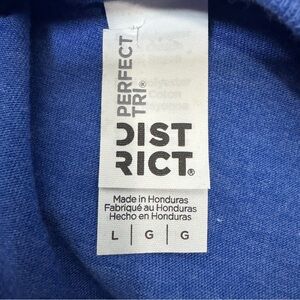 PERFECT
TRI®
DIST
RICT®
Made in Honduras
Fabriqué au Honduras
Hecho en Honduras
L | G | G